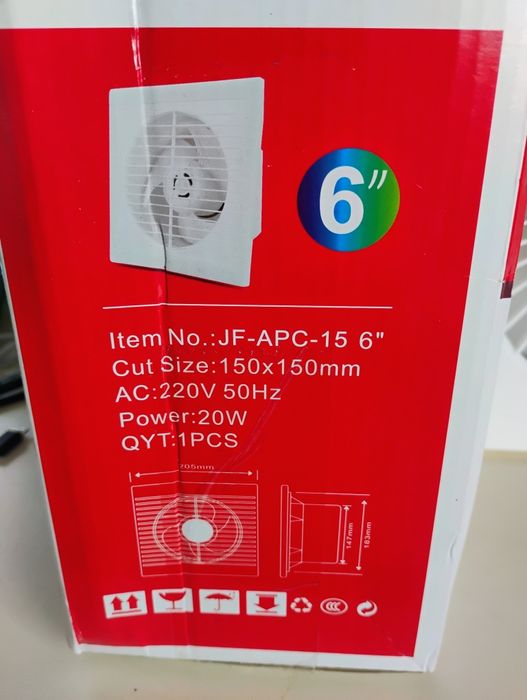 6"
Item No.:JF-APC-15 6"
Cut Size:150x150mm
AC:220V 50Hz
Power:20W
QYT:1PCS
205mm
147mm
183mm